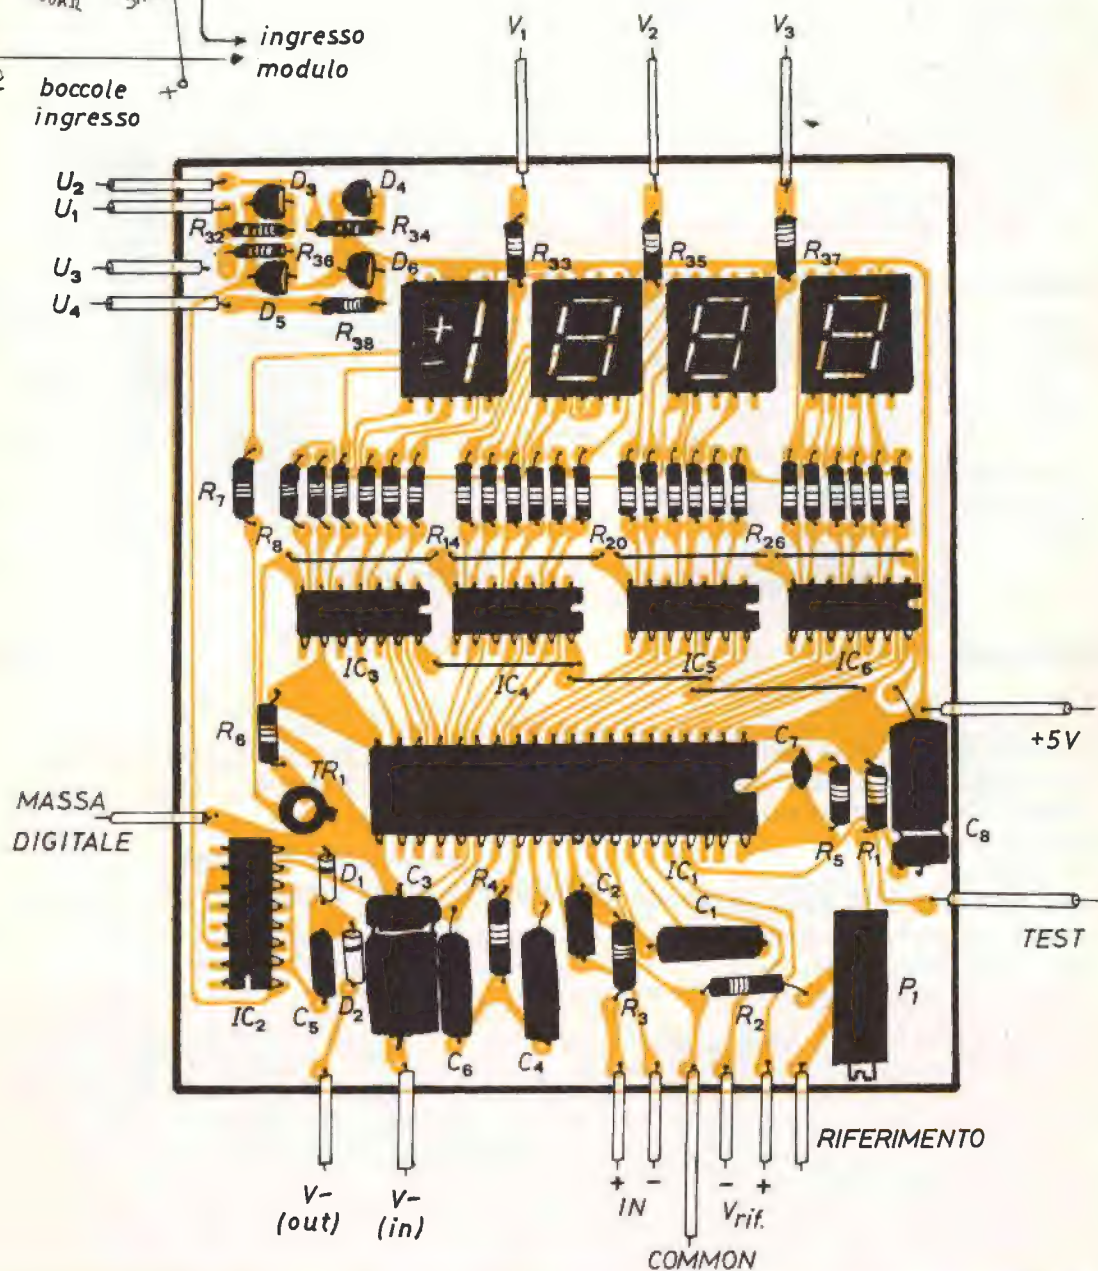 ingresso
modulo
boccole
ingresso
+
V1 V2 V3
U2
U1
U3
U4
D3 D4
R32 R34
R36 D6
D5
R38
R33 R35 R37
R7
R8 R14 R20 R26
IC3 IC4 IC5 IC6
R6
TR1
C7
+5V
MASSA
DIGITALE
D1
C3 R4 C2 IC1 C1 R5 R1 C8
TEST
IC2 C5 D2 C6 C4 R3 R2 P1
RIFERIMENTO
+ - - +
IN Vrif.
V-
(out)
V-
(in)
COMMON